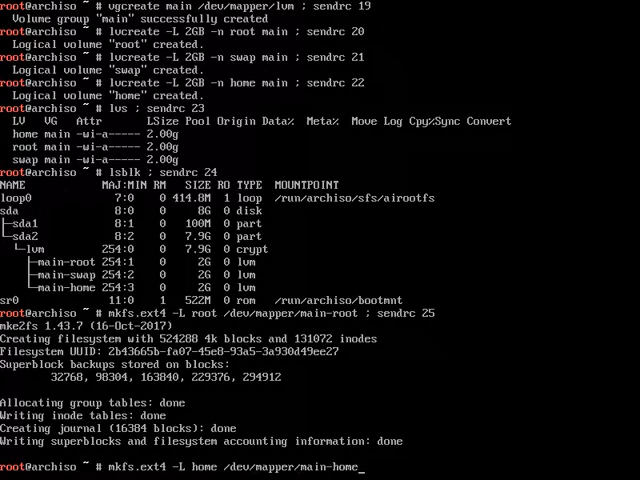 root@archiso ~ # vgcreate main /dev/mapper/lvm ; sendrc 19
  Volume group "main" successfully created
root@archiso ~ # lvcreate -L 2GB -n root main ; sendrc 20
  Logical volume "root" created.
root@archiso ~ # lvcreate -L 2GB -n swap main ; sendrc 21
  Logical volume "swap" created.
root@archiso ~ # lvcreate -L 2GB -n home main ; sendrc 22
  Logical volume "home" created.
root@archiso ~ # lvs ; sendrc 23
  LV   VG   Attr       LSize Pool Origin Data%  Meta%  Move Log Cpy%Sync Convert
  home main -wi-a----- 2.00g
  root main -wi-a----- 2.00g
  swap main -wi-a----- 2.00g
root@archiso ~ # lsblk ; sendrc 24
NAME            MAJ:MIN RM   SIZE RO TYPE  MOUNTPOINT
loop0             7:0    0 414.8M  1 loop  /run/archiso/sfs/airootfs
sda               8:0    0     8G  0 disk
├─sda1            8:1    0   100M  0 part
└─sda2            8:2    0   7.9G  0 part
  └─lvm         254:0    0   7.9G  0 crypt
    ├─main-root 254:1    0     2G  0 lvm
    ├─main-swap 254:2    0     2G  0 lvm
    └─main-home 254:3    0     2G  0 lvm
sr0              11:0    1   522M  0 rom   /run/archiso/bootmnt
root@archiso ~ # mkfs.ext4 -L root /dev/mapper/main-root ; sendrc 25
mke2fs 1.43.7 (16-Oct-2017)
Creating filesystem with 524288 4k blocks and 131072 inodes
Filesystem UUID: 2b43665b-fa07-45e8-93a5-3a930d49ee27
Superblock backups stored on blocks:
        32768, 98304, 163840, 229376, 294912
Allocating group tables: done
Writing inode tables: done
Creating journal (16384 blocks): done
Writing superblocks and filesystem accounting information: done
root@archiso ~ # mkfs.ext4 -L home /dev/mapper/main-home_